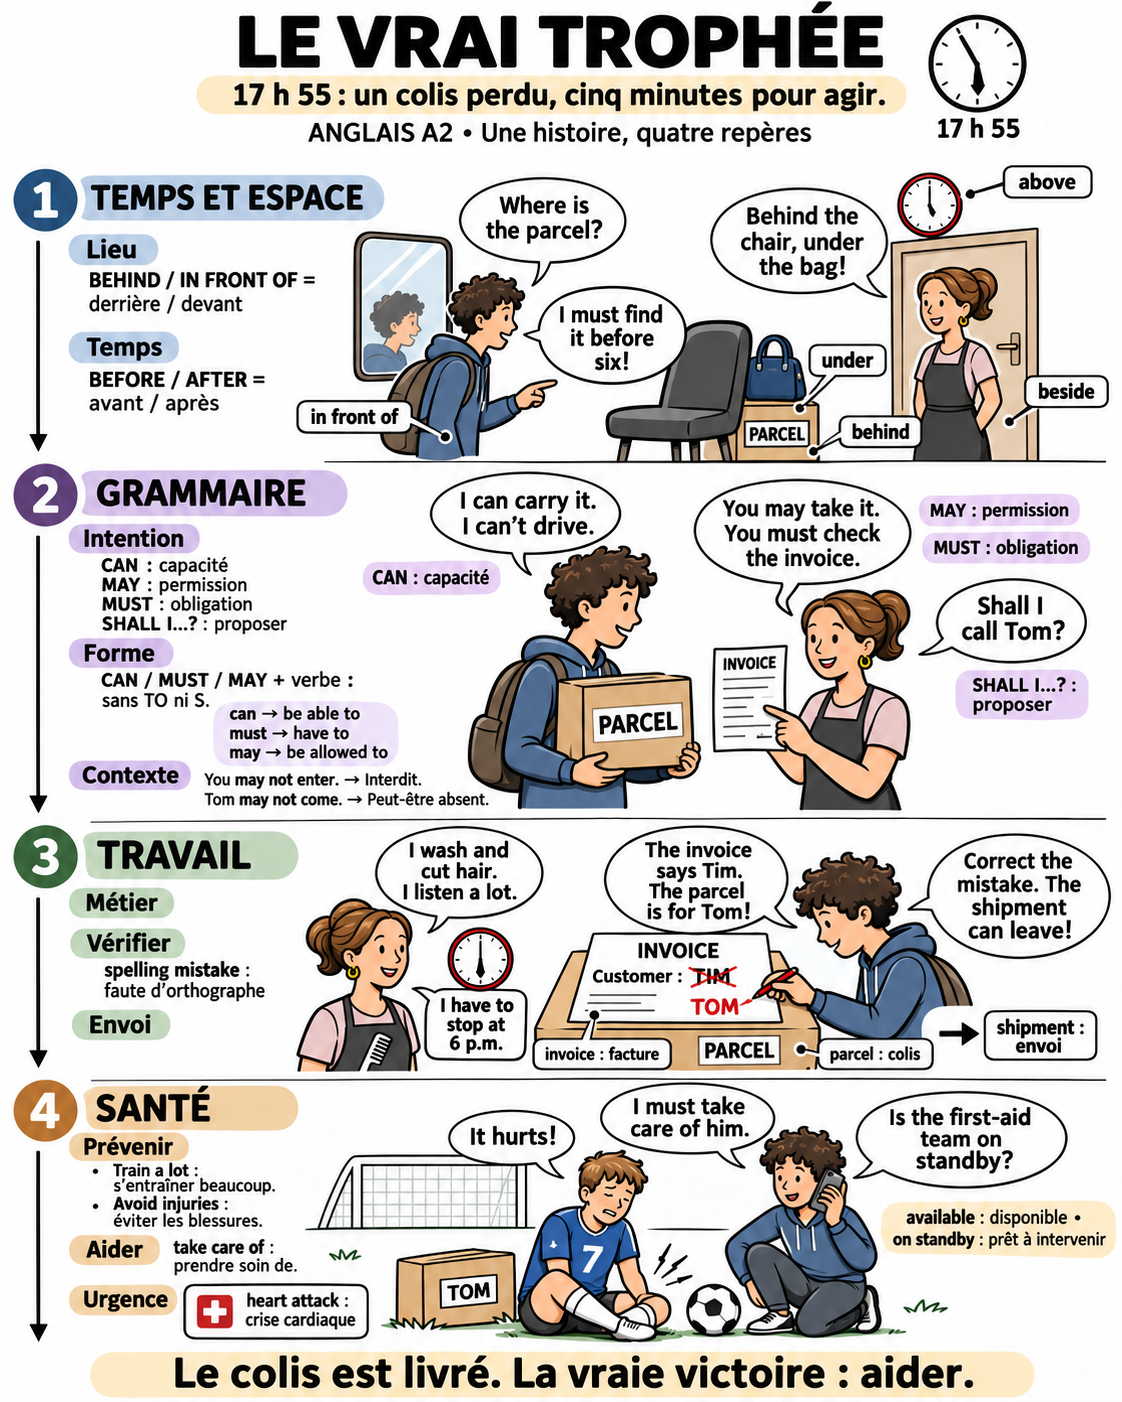 LE VRAI TROPHÉE
17 h 55 : un colis perdu, cinq minutes pour agir.
ANGLAIS A2 • Une histoire, quatre repères
17 h 55
1
TEMPS ET ESPACE
Lieu
BEHIND / IN FRONT OF =
derrière / devant
Temps
BEFORE / AFTER =
avant / après
Where is
the parcel?
I must find
it before
six!
Behind the
chair, under
the bag!
above
under
in front of
PARCEL
behind
beside
2
GRAMMAIRE
Intention
CAN : capacité
MAY : permission
MUST : obligation
SHALL I...? : proposer
Forme
CAN / MUST / MAY + verbe :
sans TO ni S.
can → be able to
must → have to
may → be allowed to
Contexte
You may not enter. → Interdit.
Tom may not come. → Peut-être absent.
I can carry it.
I can't drive.
CAN : capacité
PARCEL
You may take it.
You must check
the invoice.
MAY : permission
MUST : obligation
INVOICE
Shall I
call Tom?
SHALL I...? :
proposer
3
TRAVAIL
Métier
Vérifier
spelling mistake :
faute d'orthographe
Envoi
I wash and
cut hair.
I listen a lot.
I have to
stop at
6 p.m.
The invoice
says Tim.
The parcel
is for Tom!
INVOICE
Customer : TIM
TOM
invoice : facture
PARCEL
parcel : colis
Correct the
mistake. The
shipment
can leave!
shipment :
envoi
4
SANTÉ
Prévenir
• Train a lot :
s'entraîner beaucoup.
• Avoid injuries :
éviter les blessures.
Aider
take care of :
prendre soin de.
Urgence
heart attack :
crise cardiaque
It hurts!
I must take
care of him.
Is the first-aid
team on
standby?
TOM
7
available : disponible •
on standby : prêt à intervenir
Le colis est livré. La vraie victoire : aider.